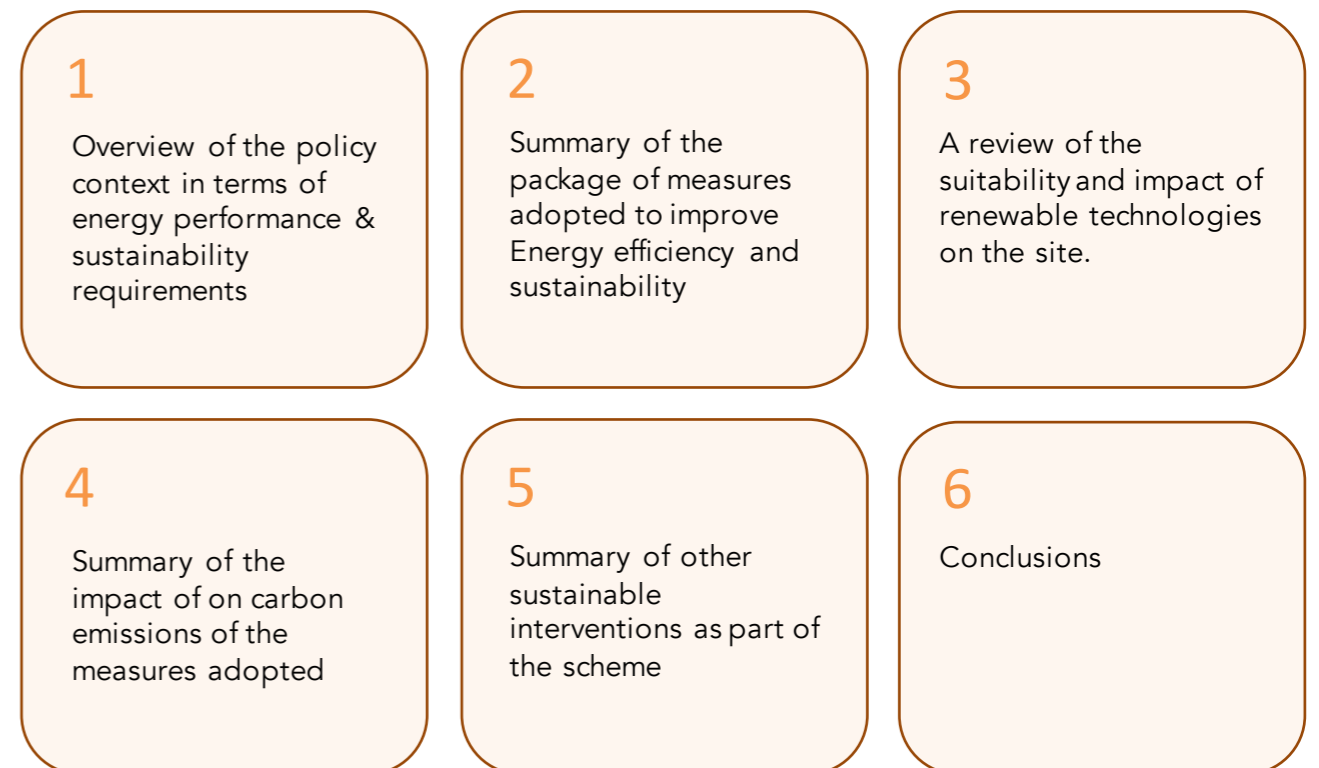 1
Overview of the policy
context in terms of
energy performance &
sustainability
requirements
2
Summary of the
package of measures
adopted to improve
Energy efficiency and
sustainability
3
A review of the
suitability and impact of
renewable technologies
on the site.
4
Summary of the
impact of on carbon
emissions of the
measures adopted
5
Summary of other
sustainable
interventions as part of
the scheme
6
Conclusions